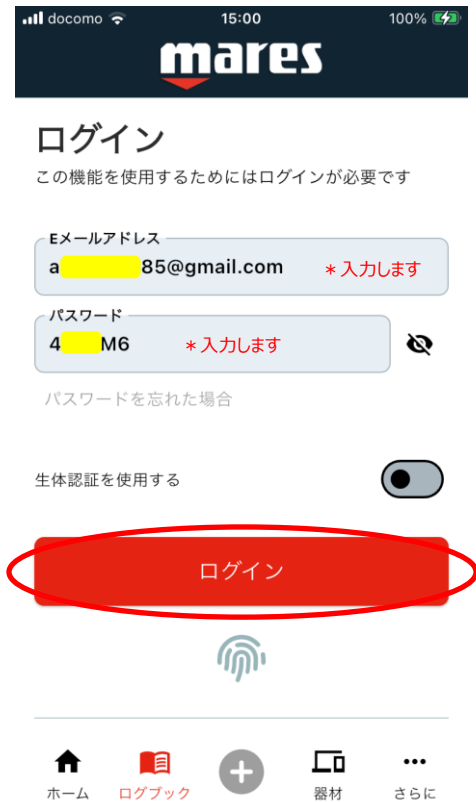 docomo 15:00 100%
mares
ログイン
この機能を使用するためにはログインが必要です
Eメールアドレス
a 85@gmail.com ＊入力します
パスワード
4 M6 ＊入力します
パスワードを忘れた場合
生体認証を使用する
ログイン
ホーム ログブック 器材 さらに